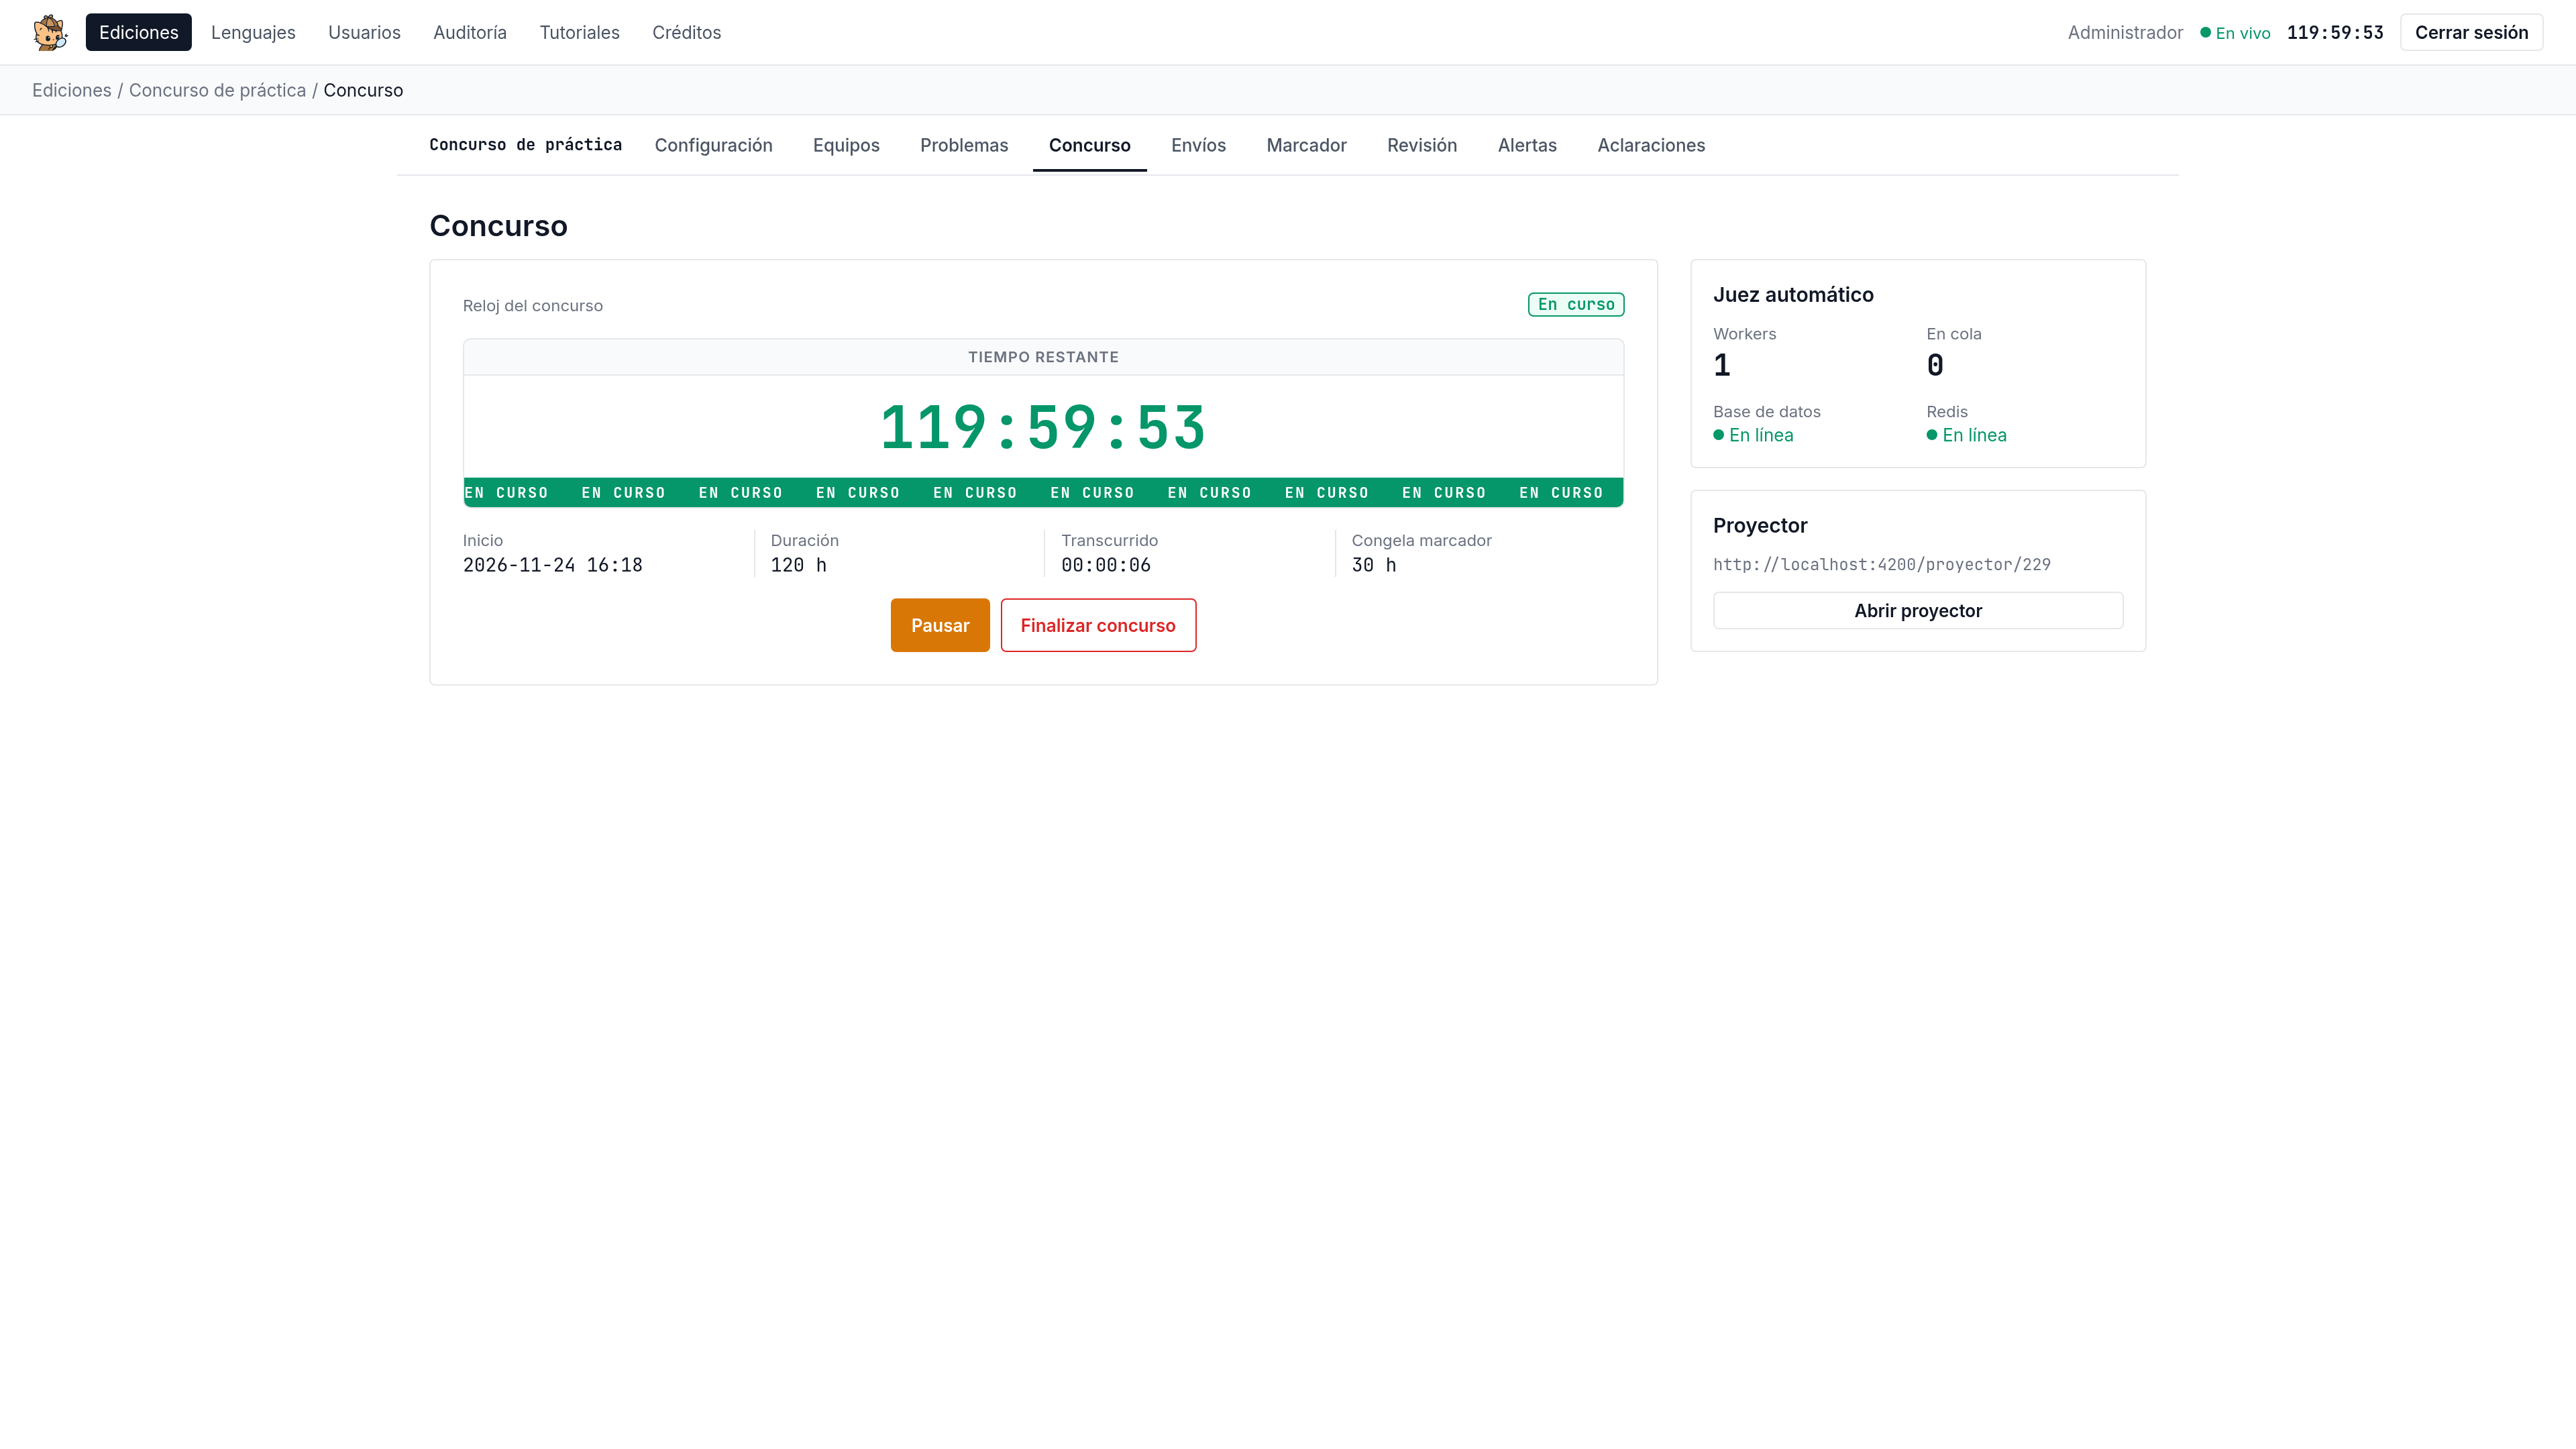 Ediciones Lenguajes Usuarios Auditoría Tutoriales Créditos Administrador En vivo 119:59:53 Cerrar sesión
Ediciones / Concurso de práctica / Concurso
Concurso de práctica Configuración Equipos Problemas Concurso Envíos Marcador Revisión Alertas Aclaraciones
Concurso
Reloj del concurso En curso
TIEMPO RESTANTE
119:59:53
EN CURSO EN CURSO EN CURSO EN CURSO EN CURSO EN CURSO EN CURSO EN CURSO EN CURSO EN CURSO
Inicio Duración Transcurrido Congela marcador
2026-11-24 16:18 120 h 00:00:06 30 h
Pausar Finalizar concurso
Juez automático
Workers En cola
1 0
Base de datos Redis
En línea En línea
Proyector
http://localhost:4200/proyector/229
Abrir proyector